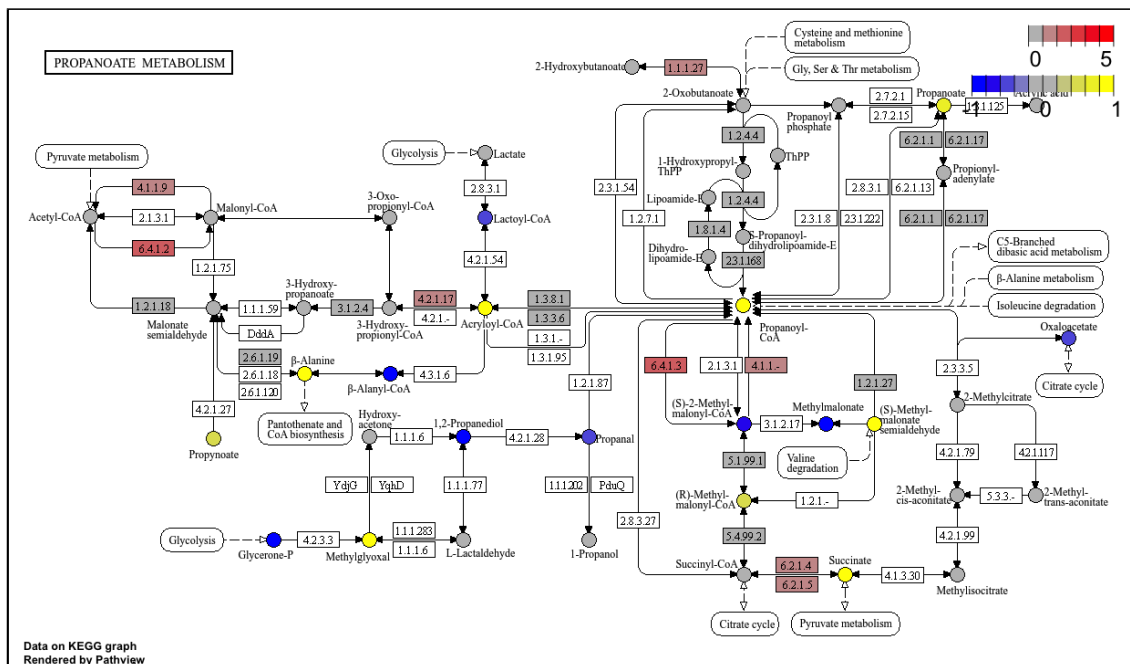 PROPANOATE METABOLISM
Cysteine and methionine
metabolism
0
5
2-Hydroxybutanoate
1.1.1.27
Gly, Ser & Thr metabolism
-1
0
1
2-Oxobutanoate
Propanoyl
phosphate
2.7.2.1
2.7.2.15
Propanoate
Acrylic acid
1.2.4.4
6.2.1.1
6.2.1.17
ThPP
1-Hydroxypropyl-
ThPP
Propionyl-
adenylate
Pyruvate metabolism
Glycolysis
Lactate
4.1.1.9
2.8.3.1
2.3.1.54
1.2.7.1
1.2.4.4
2.8.3.1
6.2.1.13
3-Oxo-
propionyl-CoA
Acetyl-CoA
2.1.3.1
Malonyl-CoA
Lactoyl-CoA
1.8.1.4
S-Propanoyl-
dihydrolipoamide-E
2.3.1.8
2.3.1.222
6.2.1.1
6.2.1.17
6.4.1.2
Dihydro-
lipoamide-E
2.3.1.168
C5-Branched
dibasic acid metabolism
1.2.1.75
4.2.1.54
β-Alanine metabolism
3-Hydroxy-
propanoate
1.2.1.18
1.1.1.59
3.1.2.4
4.2.1.17
4.2.1.-
1.3.8.1
1.3.3.6
1.3.1.-
1.3.1.95
Isoleucine degradation
Malonate
semialdehyde
DddA
3-Hydroxy-
propionyl-CoA
Acryloyl-CoA
Propanoyl-
CoA
Oxaloacetate
2.6.1.19
2.6.1.18
2.6.1.120
β-Alanine
4.3.1.6
β-Alanyl-CoA
6.4.1.3
2.1.3.1
4.1.1.-
2.3.3.5
Citrate cycle
1.2.1.87
1.2.1.27
4.2.1.27
Pantothenate and
CoA biosynthesis
Hydroxy-
acetone
1,2-Propanediol
(S)-2-Methyl-
malonyl-CoA
Methylmalonate
(S)-Methyl-
malonate
semialdehyde
2-Methylcitrate
Propynoate
1.1.1.6
4.2.1.28
Propanal
3.1.2.17
5.1.99.1
Valine
degradation
4.2.1.79
4.2.1.117
YdjG
YqhD
1.1.1.77
1.1.1.202
PduQ
(R)-Methyl-
malonyl-CoA
1.2.1.-
2-Methyl-
cis-aconitate
5.3.3.-
2-Methyl-
trans-aconitate
2.8.3.27
Glycolysis
Glycerone-P
4.2.3.3
Methylglyoxal
1.1.1.283
1.1.1.6
L-Lactaldehyde
1-Propanol
5.4.99.2
4.2.1.99
Succinyl-CoA
6.2.1.4
6.2.1.5
Succinate
4.1.3.30
Methylisocitrate
Citrate cycle
Pyruvate metabolism
Data on KEGG graph
Rendered by Pathview